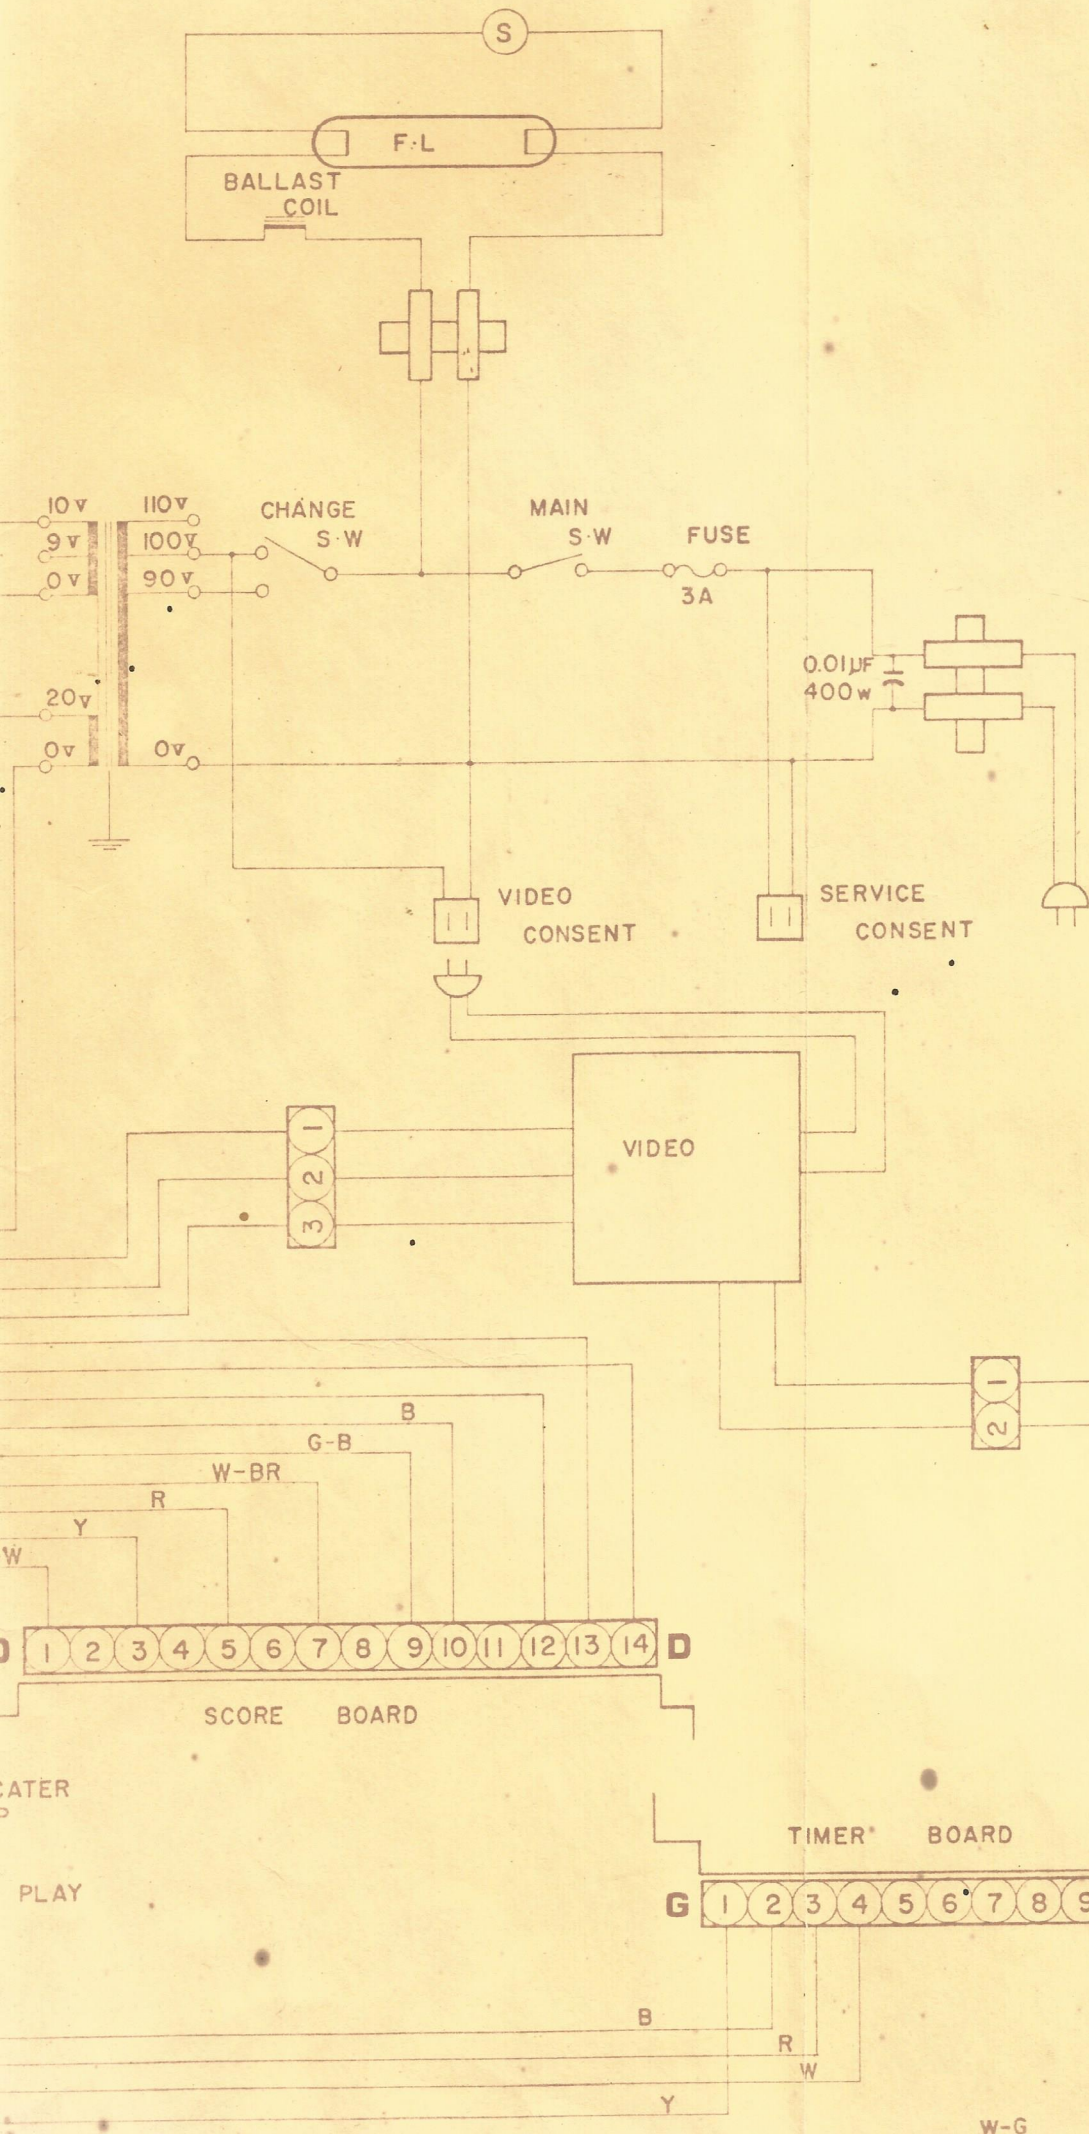 S
F·L
BALLAST
COIL
10V 110V
CHANGE
S·W
MAIN
S·W
FUSE
3A
9V 100V
0V 90V
0.01µF
400W
20V
0V 0V
VIDEO
CONSENT
SERVICE
CONSENT
1
2
3
VIDEO
1
2
B
G-B
W-BR
R
Y
W
D 1 2 3 4 5 6 7 8 9 10 11 12 13 14 D
SCORE BOARD
CATER
P
PLAY
TIMER BOARD
G 1 2 3 4 5 6 7 8 9
B
R
W
Y
W-G